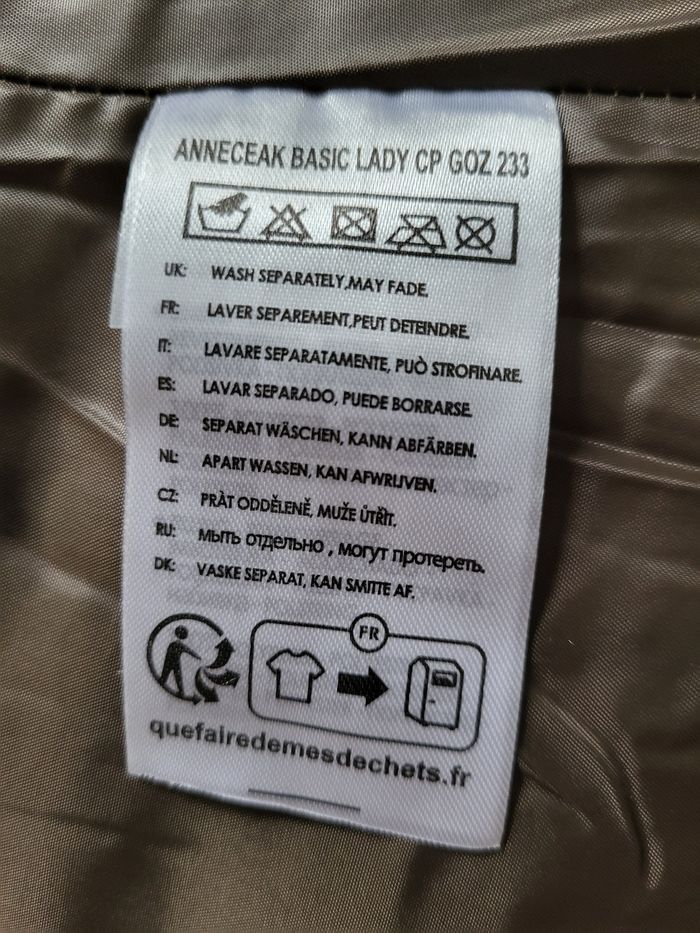 ANNECEAK BASIC LADY CP GOZ 233
UK: WASH SEPARATELY,MAY FADE.
FR: LAVER SEPAREMENT,PEUT DETEINDRE.
IT: LAVARE SEPARATAMENTE, PUÒ STROFINARE.
ES: LAVAR SEPARADO, PUEDE BORRARSE
DE: SEPARAT WÄSCHEN, KANN ABFÄRBEN.
NL: APART WASSEN, KAN AFWRIJVEN.
CZ: PRÀT ODDĚLENĚ, MUŽE ÚTŘÍT.
RU: мыть отдельно , могут протереть.
DK: VASKE SEPARAT, KAN SMITTE AF.
FR
quefairedemesdechets.fr